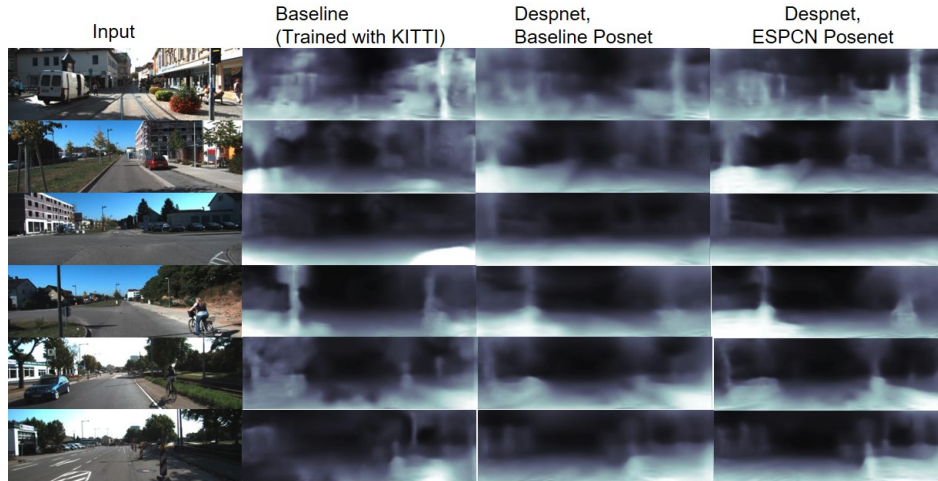 Input
Baseline
(Trained with KITTI)
Despnet,
Baseline Posnet
Despnet,
ESPCN Posenet